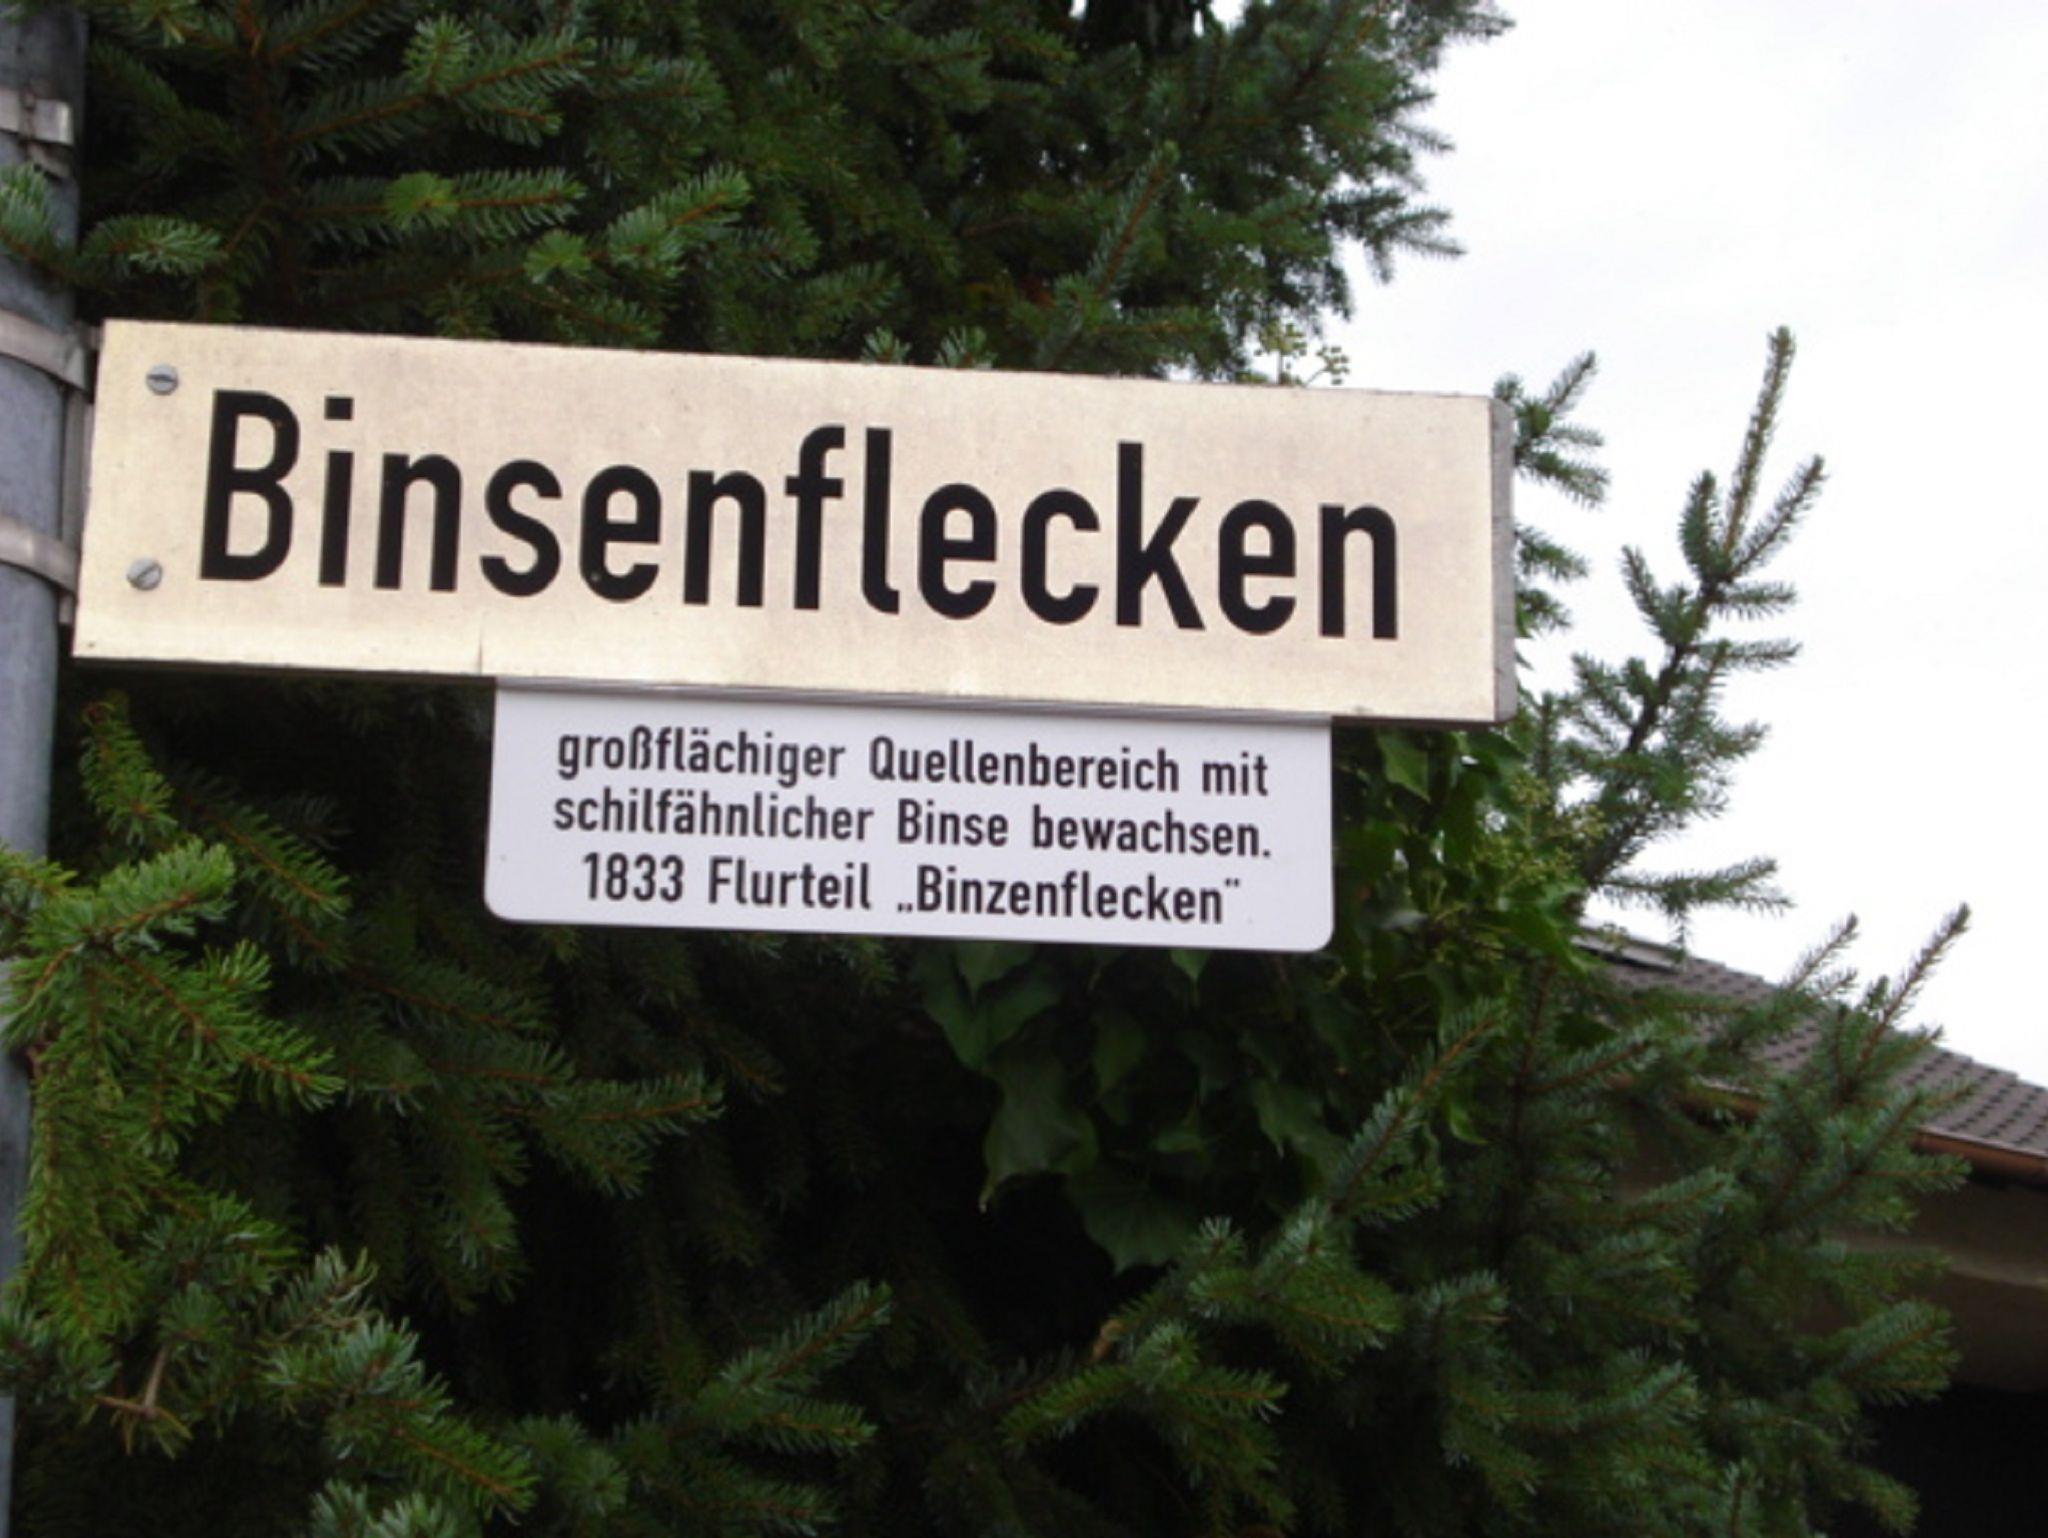 Binsenflecken
großflächiger Quellenbereich mit
schilfähnlicher Binse bewachsen.
1833 Flurteil „Binzenflecken“